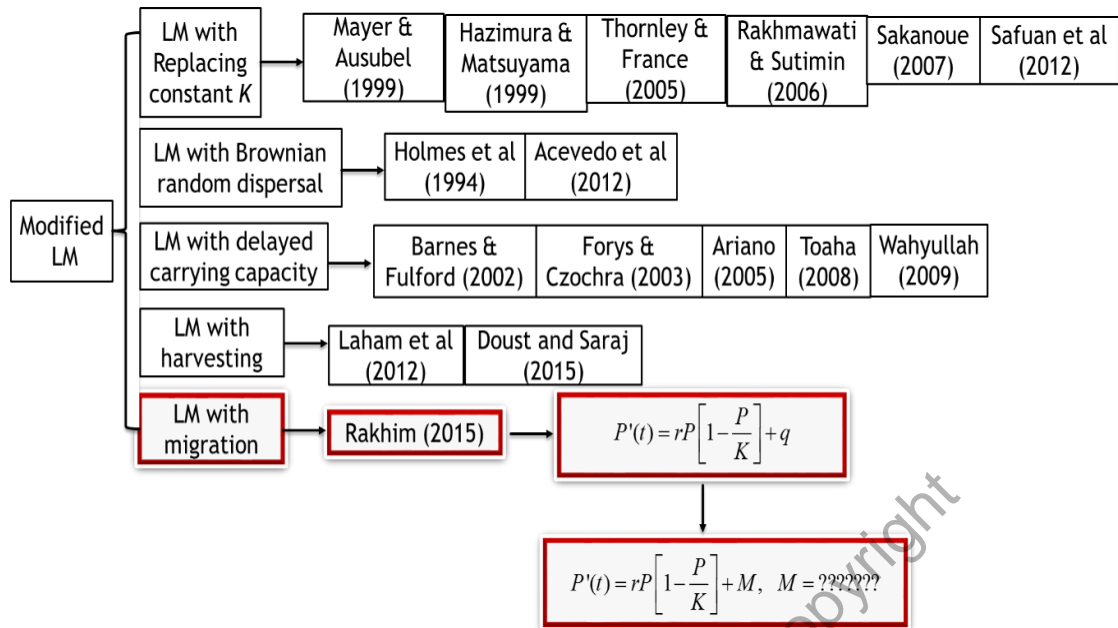 LM with
Replacing
constant K
Mayer &
Ausubel
(1999)
Hazimura &
Matsuyama
(1999)
Thornley &
France
(2005)
Rakhmawati
& Sutimin
(2006)
Sakanoue
(2007)
Safuan et al
(2012)
LM with Brownian
random dispersal
Holmes et al
(1994)
Acevedo et al
(2012)
Modified
LM
LM with delayed
carrying capacity
Barnes &
Fulford (2002)
Forys &
Czochra (2003)
Ariano
(2005)
Toaha
(2008)
Wahyullah
(2009)
LM with
harvesting
Laham et al
(2012)
Doust and Saraj
(2015)
LM with
migration
Rakhim (2015)
P'(t) = rP[1 - P/K] + q
P'(t) = rP[1 - P/K] + M, M = ???????
copyright